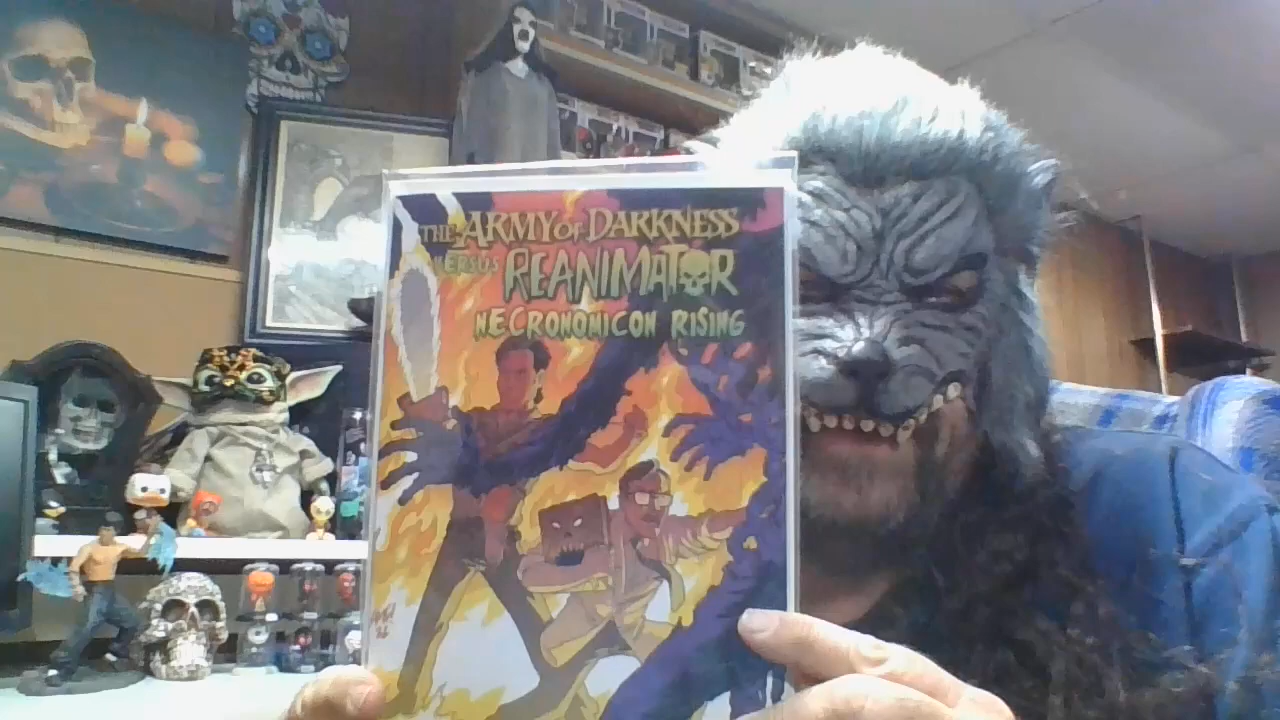 THE ARMY OF DARKNESS
VERSUS REANIMATOR
NECRONOMICON RISING